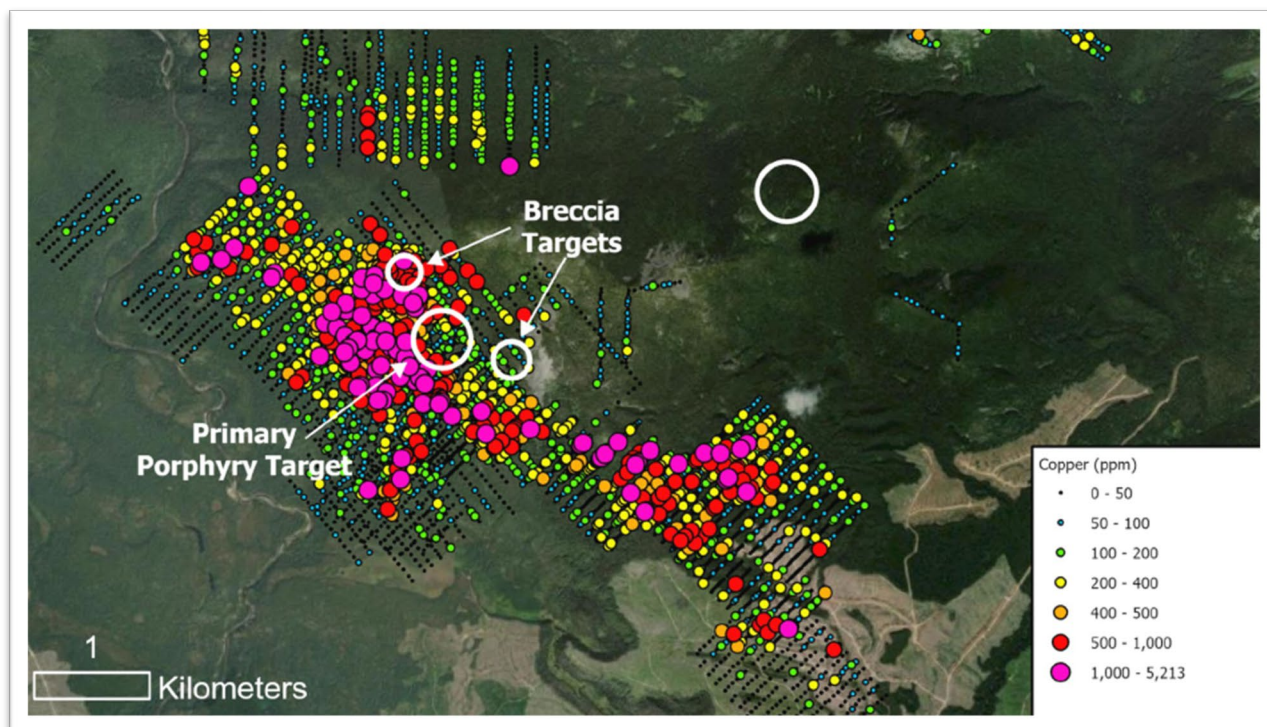 Breccia
Targets
Primary
Porphyry Target
1
Kilometers
Copper (ppm)
0 - 50
50 - 100
100 - 200
200 - 400
400 - 500
500 - 1,000
1,000 - 5,213